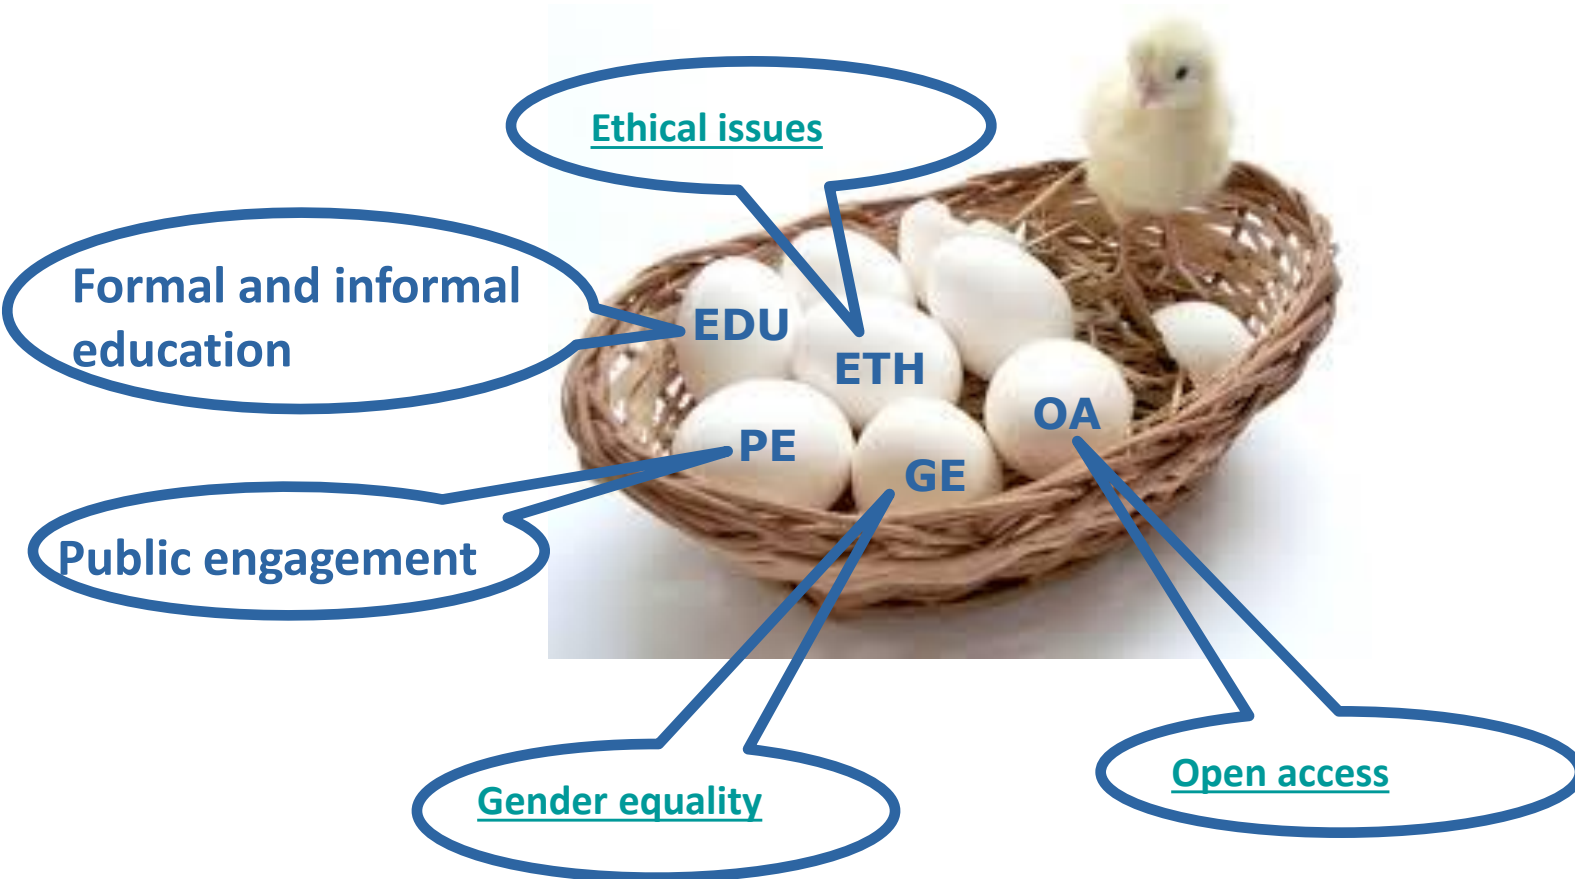 Ethical issues
Formal and informal
education
EDU
ETH
OA
PE
GE
Public engagement
Open access
Gender equality